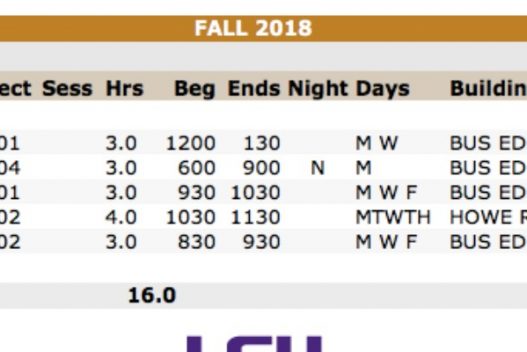 FALL 2018
ect Sess Hrs Beg Ends Night Days Buildin
01 3.0 1200 130 M W BUS ED
04 3.0 600 900 N M BUS ED
01 3.0 930 1030 M W F BUS ED
02 4.0 1030 1130 MTWTH HOWE R
02 3.0 830 930 M W F BUS ED
16.0
LSU